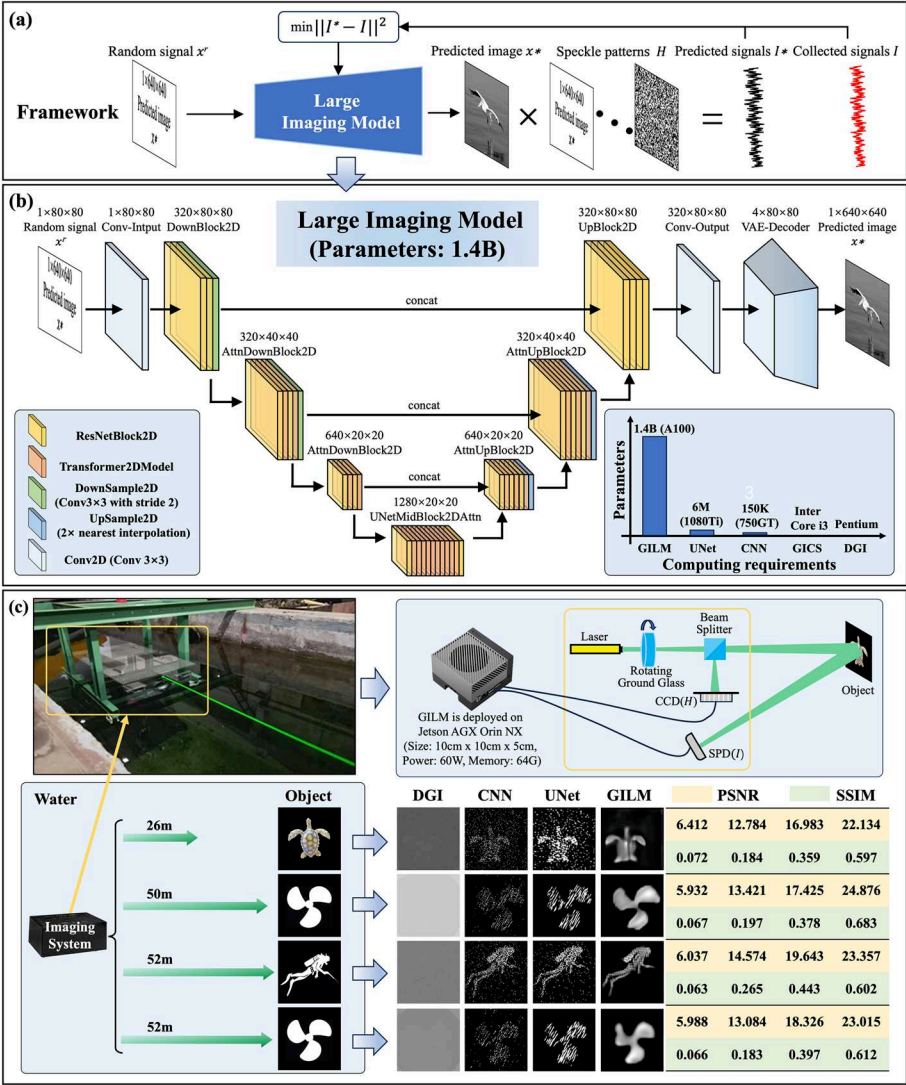 (a)
min||I* − I||²
Random signal xʳ
Predicted image x*
Speckle patterns H
Predicted signals I*
Collected signals I
Framework
1×640×640
Predicted image
x*
Large
Imaging Model
×
1×640×640
Predicted image
x*
=
(b)
Large Imaging Model
(Parameters: 1.4B)
1×80×80
Random signal
xʳ
1×80×80
Conv-Intput
320×80×80
DownBlock2D
320×80×80
UpBlock2D
320×80×80
Conv-Output
4×80×80
VAE-Decoder
1×640×640
Predicted image
x*
1×640×640
Predicted image
x*
concat
320×40×40
AttnDownBlock2D
320×40×40
AttnUpBlock2D
concat
640×20×20
AttnDownBlock2D
640×20×20
AttnUpBlock2D
concat
1280×20×20
UNetMidBlock2DAttn
ResNetBlock2D
Transformer2DModel
DownSample2D
(Conv3×3 with stride 2)
UpSample2D
(2× nearest interpolation)
Conv2D (Conv 3×3)
Parameters
1.4B (A100)
6M
(1080Ti)
3
150K
(750GT)
Inter
Core i3
Pentium
GILM
UNet
CNN
GICS
DGI
Computing requirements
(c)
GILM is deployed on
Jetson AGX Orin NX
(Size: 10cm x 10cm x 5cm,
Power: 60W, Memory: 64G)
Laser
Rotating
Ground Glass
Beam
Splitter
CCD(H)
SPD(I)
Object
Water
Object
26m
50m
52m
52m
Imaging
System
DGI CNN UNet GILM PSNR SSIM
6.412 12.784 16.983 22.134
0.072 0.184 0.359 0.597
5.932 13.421 17.425 24.876
0.067 0.197 0.378 0.683
6.037 14.574 19.643 23.357
0.063 0.265 0.443 0.602
5.988 13.084 18.326 23.015
0.066 0.183 0.397 0.612